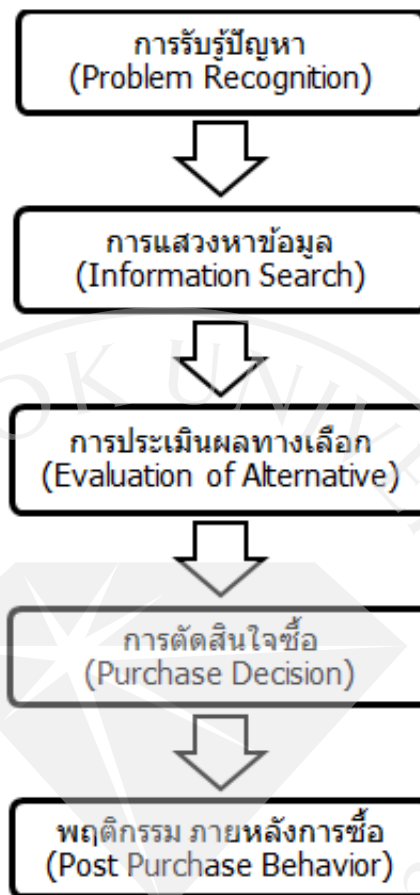 การรับรู้ปัญหา
(Problem Recognition)
การแสวงหาข้อมูล
(Information Search)
การประเมินผลทางเลือก
(Evaluation of Alternative)
การตัดสินใจซื้อ
(Purchase Decision)
พฤติกรรม ภายหลังการซื้อ
(Post Purchase Behavior)